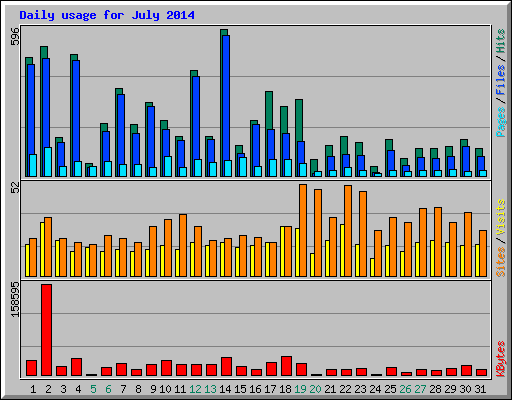 Daily usage for July 2014
596
Pages / Files / Hits
52
Sites / Visits
158595
KBytes
1 2 3 4 5 6 7 8 9 10 11 12 13 14 15 16 17 18 19 20 21 22 23 24 25 26 27 28 29 30 31